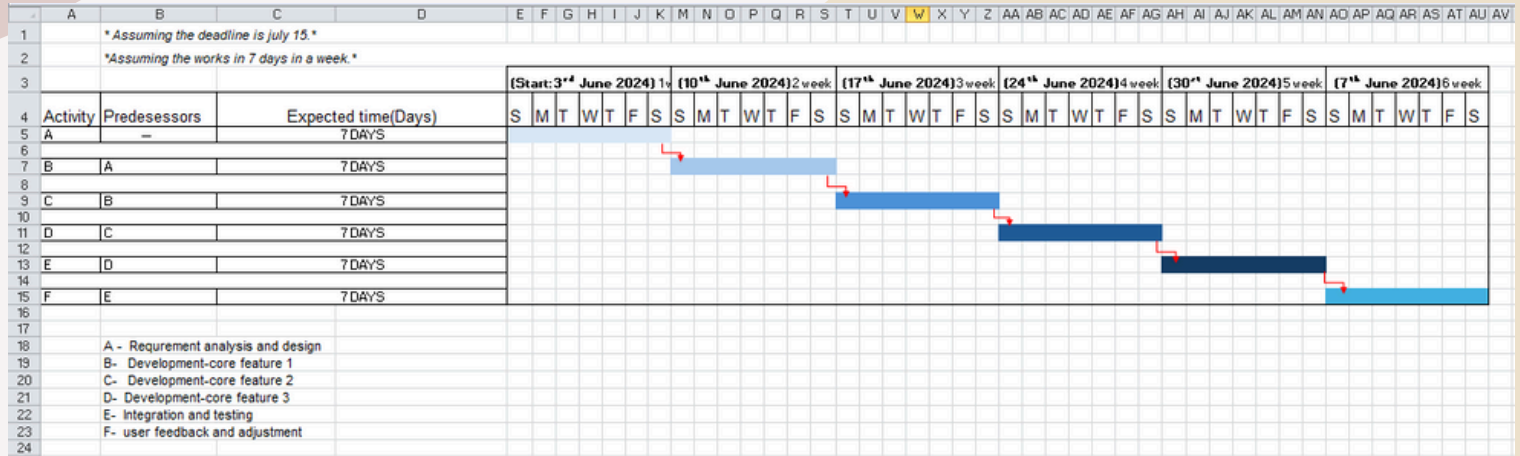 A B C D E F G H I J K M N O P Q R S T U V W X Y Z AA AB AC AD AE AF AG AH AI AJ AK AL AM AN AO AP AQ AR AS AT AU AV
1 * Assuming the deadline is july 15.*
2 *Assuming the works in 7 days in a week.*
3 (Start:3rd June 2024) 1w (10th June 2024)2 week (17th June 2024)3 week (24th June 2024)4 week (30st June 2024)5 week (7th June 2024)6 week
4 Activity Predesessors Expected time(Days) S M T W T F S S M T W T F S S M T W T F S S M T W T F S S M T W T F S S M T W T F S
5 A – 7 DAYS
6
7 B A 7 DAYS
8
9 C B 7 DAYS
10
11 D C 7 DAYS
12
13 E D 7 DAYS
14
15 F E 7 DAYS
16
17
18 A - Requrement analysis and design
19 B- Development-core feature 1
20 C- Development-core feature 2
21 D- Development-core feature 3
22 E- Integration and testing
23 F- user feedback and adjustment
24